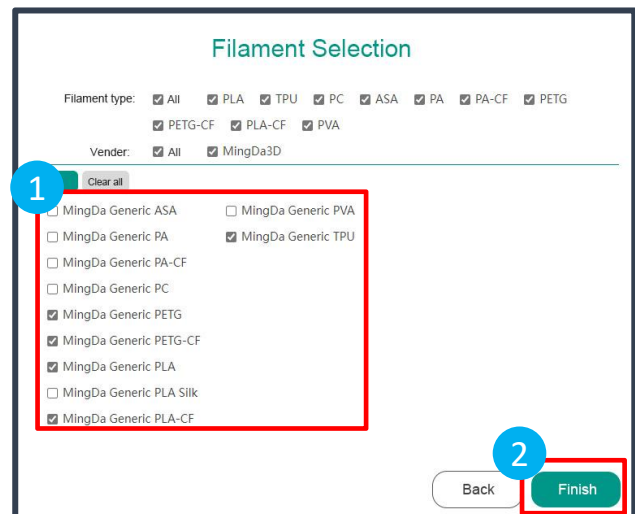 Filament Selection
Filament type: All PLA TPU PC ASA PA PA-CF PETG
PETG-CF PLA-CF PVA
Vender: All MingDa3D
1 Clear all
MingDa Generic ASA MingDa Generic PVA
MingDa Generic PA MingDa Generic TPU
MingDa Generic PA-CF
MingDa Generic PC
MingDa Generic PETG
MingDa Generic PETG-CF
MingDa Generic PLA
MingDa Generic PLA Silk
MingDa Generic PLA-CF
2
Back Finish